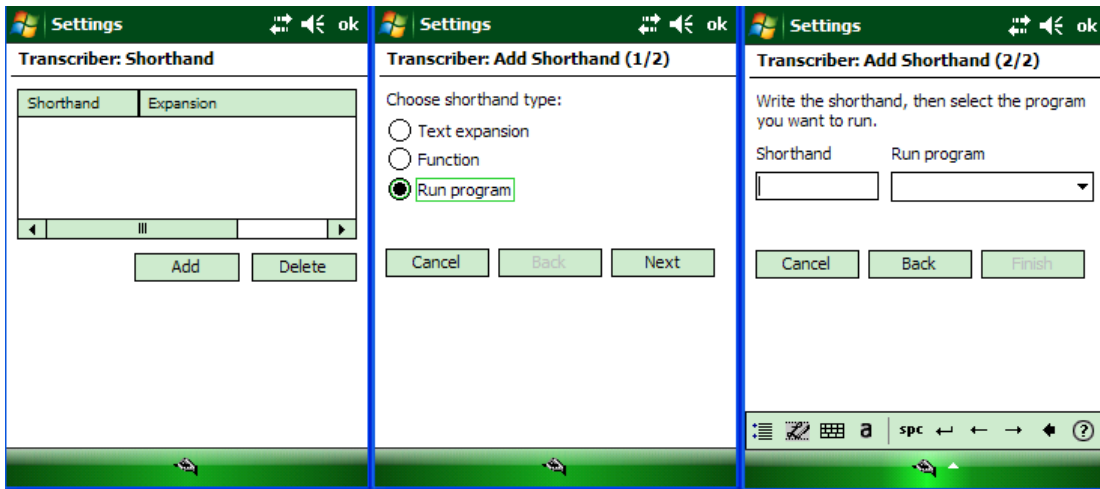 Settings ok
Transcriber: Shorthand
Shorthand Expansion
Add Delete
Settings ok
Transcriber: Add Shorthand (1/2)
Choose shorthand type:
Text expansion
Function
Run program
Cancel Back Next
Settings ok
Transcriber: Add Shorthand (2/2)
Write the shorthand, then select the program
you want to run.
Shorthand Run program
Cancel Back Finish
a spc ?